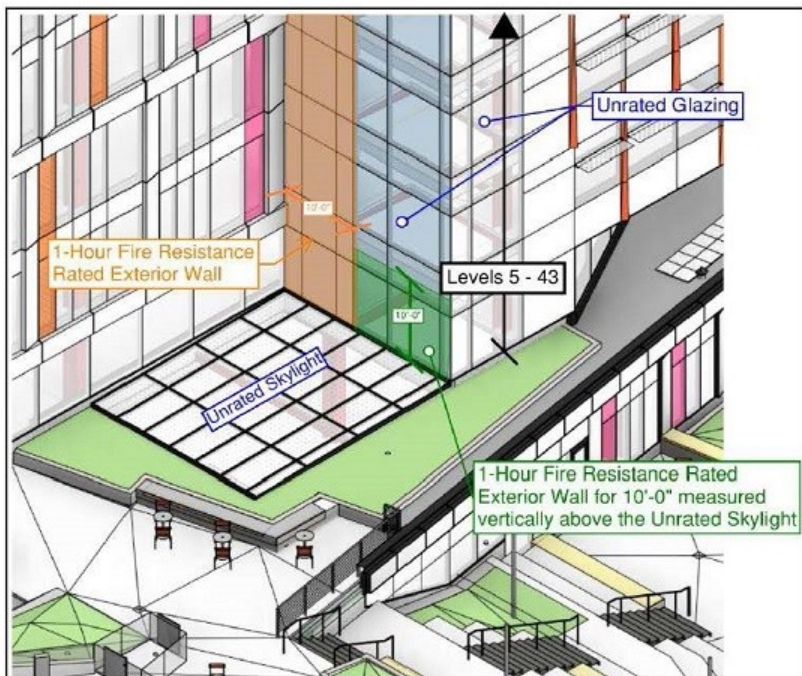 Unrated Glazing
10'-0"
1-Hour Fire Resistance
Rated Exterior Wall
Levels 5 - 43
10'-0"
Unrated Skylight
1-Hour Fire Resistance Rated
Exterior Wall for 10'-0" measured
vertically above the Unrated Skylight